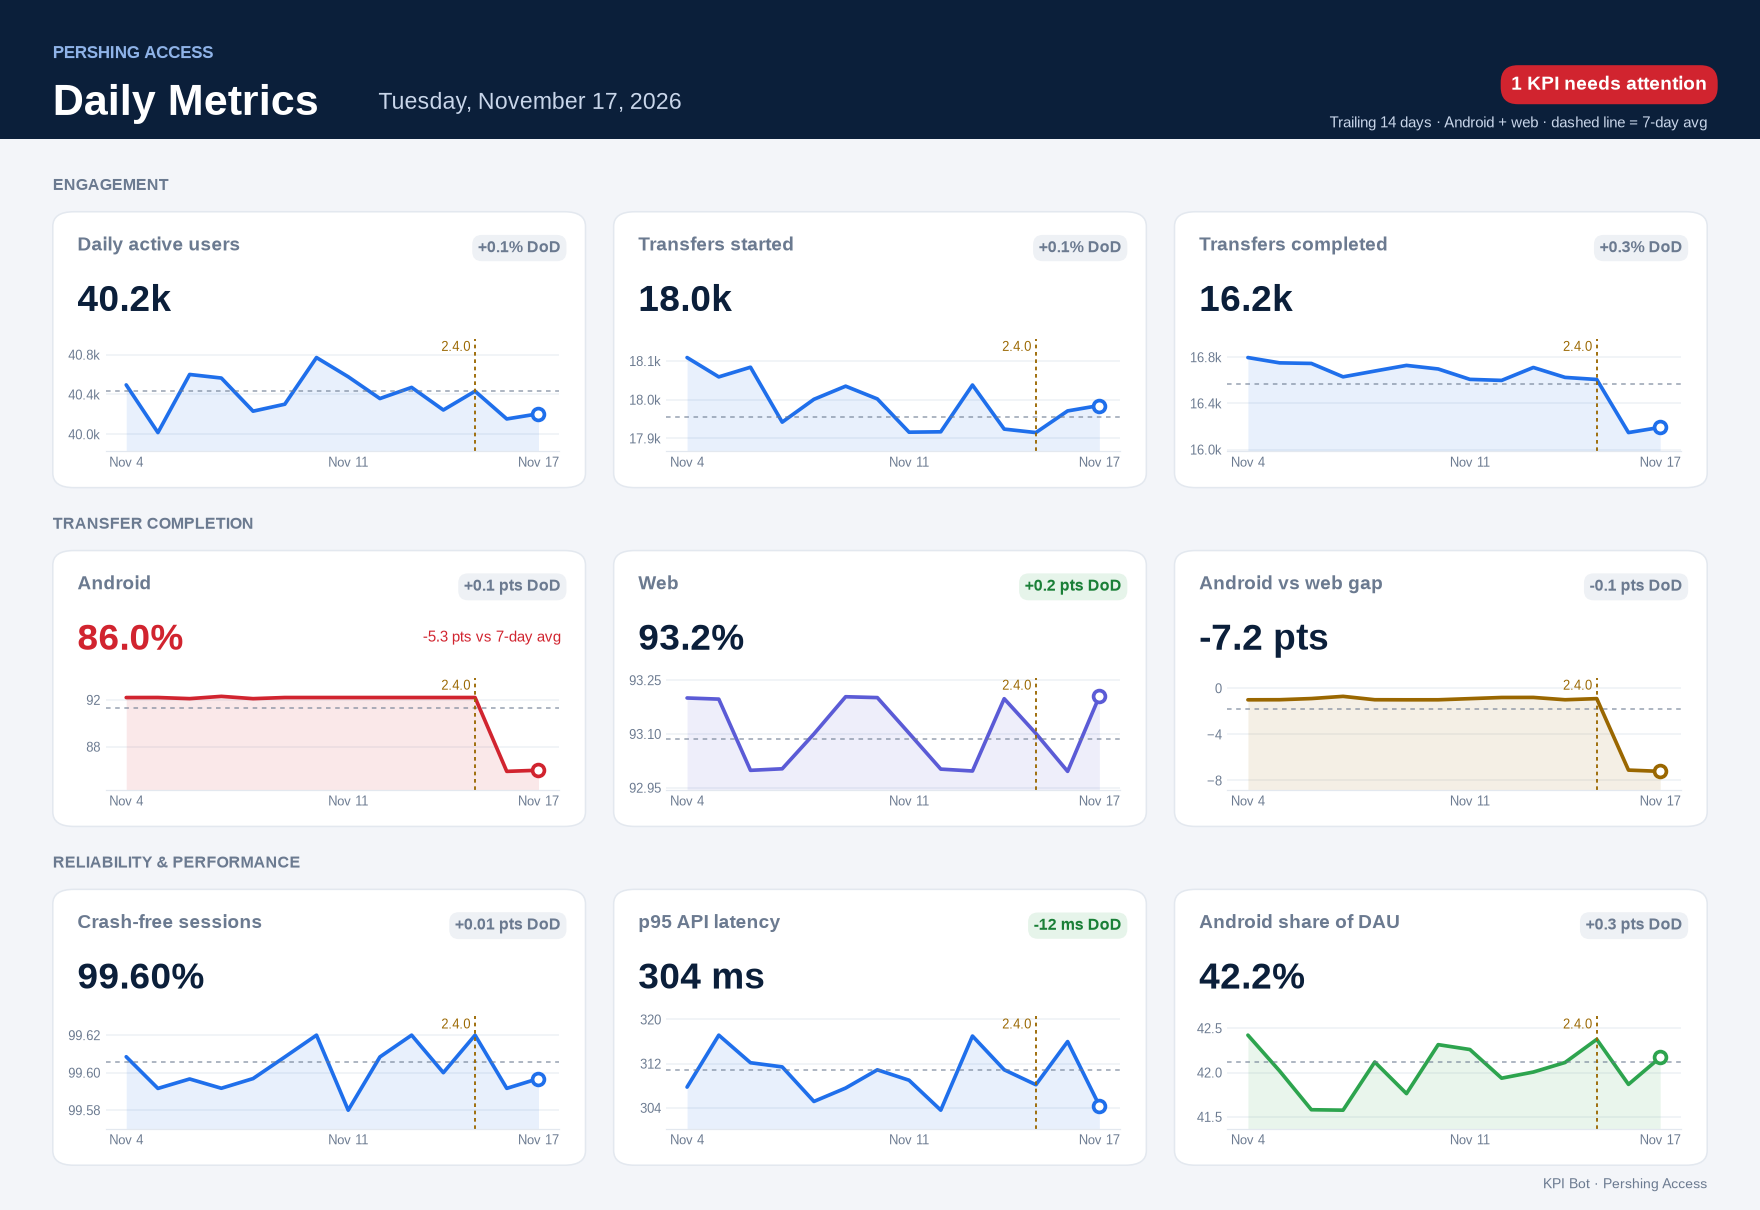 PERSHING ACCESS
Daily Metrics
Tuesday, November 17, 2026
1 KPI needs attention
Trailing 14 days · Android + web · dashed line = 7-day avg
ENGAGEMENT
Daily active users
+0.1% DoD
40.2k
2.4.0
40.8k
40.4k
40.0k
Nov 4
Nov 11
Nov 17
Transfers started
+0.1% DoD
18.0k
2.4.0
18.1k
18.0k
17.9k
Nov 4
Nov 11
Nov 17
Transfers completed
+0.3% DoD
16.2k
2.4.0
16.8k
16.4k
16.0k
Nov 4
Nov 11
Nov 17
TRANSFER COMPLETION
Android
+0.1 pts DoD
86.0%
-5.3 pts vs 7-day avg
2.4.0
92
88
Nov 4
Nov 11
Nov 17
Web
+0.2 pts DoD
93.2%
93.25
2.4.0
93.10
92.95
Nov 4
Nov 11
Nov 17
Android vs web gap
-0.1 pts DoD
-7.2 pts
2.4.0
0
−4
−8
Nov 4
Nov 11
Nov 17
RELIABILITY & PERFORMANCE
Crash-free sessions
+0.01 pts DoD
99.60%
2.4.0
99.62
99.60
99.58
Nov 4
Nov 11
Nov 17
p95 API latency
-12 ms DoD
304 ms
320
2.4.0
312
304
Nov 4
Nov 11
Nov 17
Android share of DAU
+0.3 pts DoD
42.2%
2.4.0
42.5
42.0
41.5
Nov 4
Nov 11
Nov 17
KPI Bot · Pershing Access